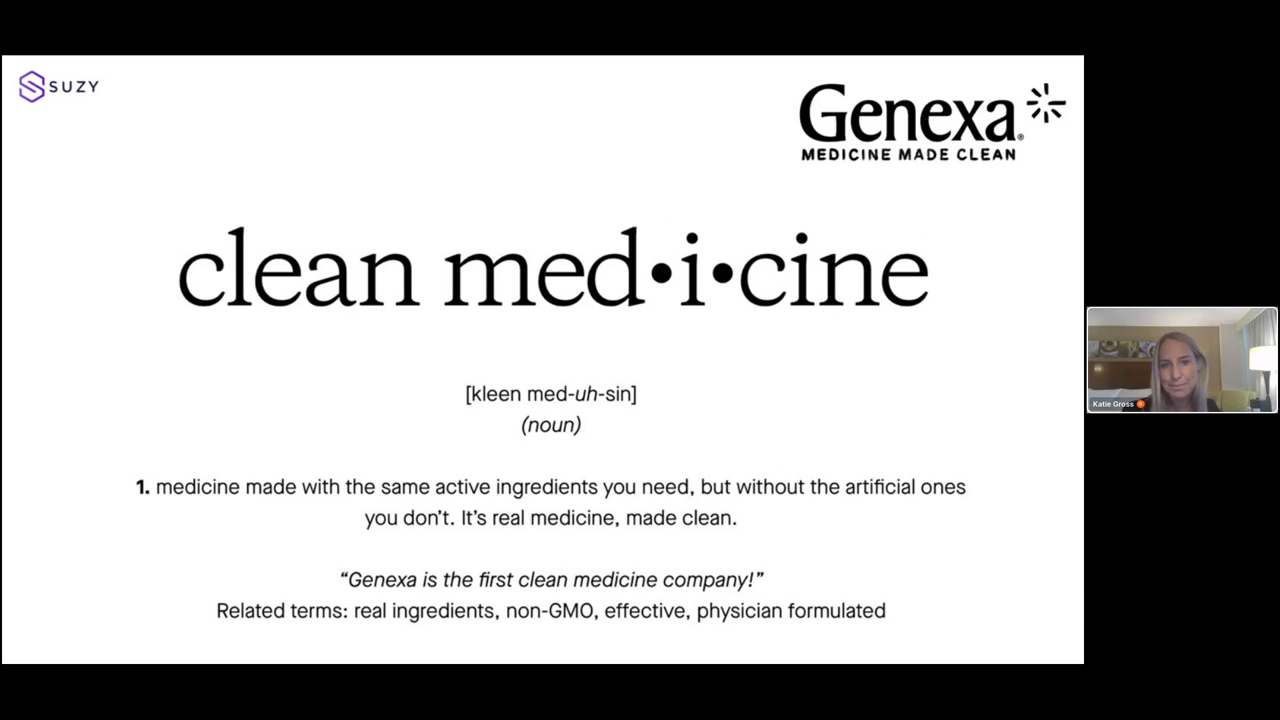 SUZY
Genexa®
MEDICINE MADE CLEAN
clean med•i•cine
[kleen med-uh-sin]
(noun)
1. medicine made with the same active ingredients you need, but without the artificial ones
you don’t. It’s real medicine, made clean.
“Genexa is the first clean medicine company!”
Related terms: real ingredients, non-GMO, effective, physician formulated
Katie Gross